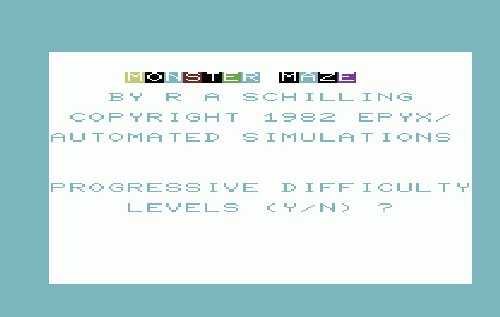 MONSTER MAZE
BY R A SCHILLING
COPYRIGHT 1982 EPYX/
AUTOMATED SIMULATIONS
PROGRESSIVE DIFFICULTY
LEVELS (Y/N) ?